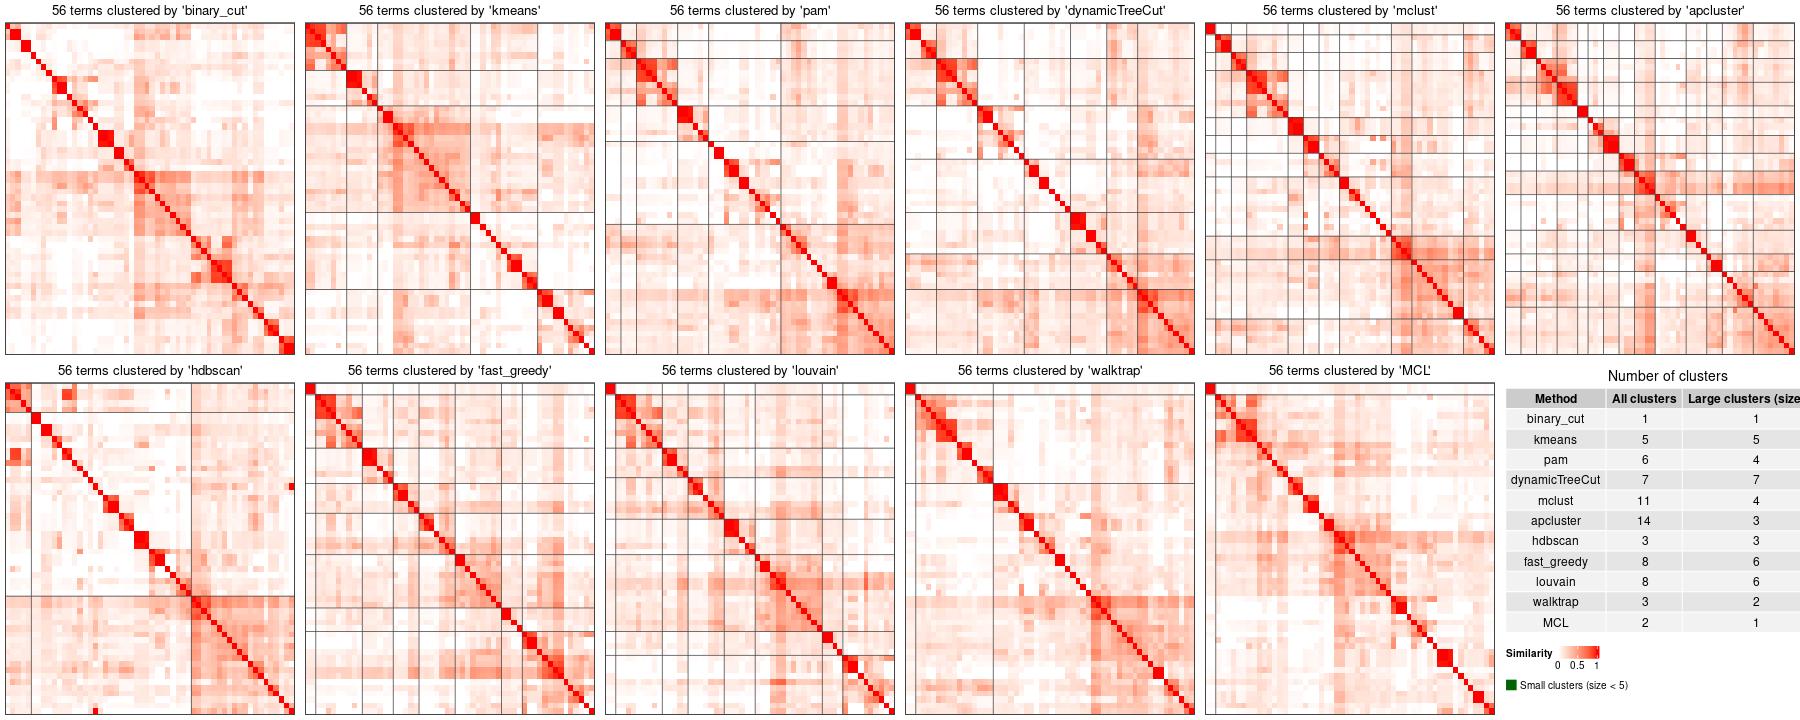 56 terms clustered by 'binary_cut'
56 terms clustered by 'kmeans'
56 terms clustered by 'pam'
56 terms clustered by 'dynamicTreeCut'
56 terms clustered by 'mclust'
56 terms clustered by 'apcluster'
56 terms clustered by 'hdbscan'
56 terms clustered by 'fast_greedy'
56 terms clustered by 'louvain'
56 terms clustered by 'walktrap'
56 terms clustered by 'MCL'
Number of clusters
Method All clusters Large clusters (size
binary_cut 1 1
kmeans 5 5
pam 6 4
dynamicTreeCut 7 7
mclust 11 4
apcluster 14 3
hdbscan 3 3
fast_greedy 8 6
louvain 8 6
walktrap 3 2
MCL 2 1
Similarity
0 0.5 1
Small clusters (size < 5)